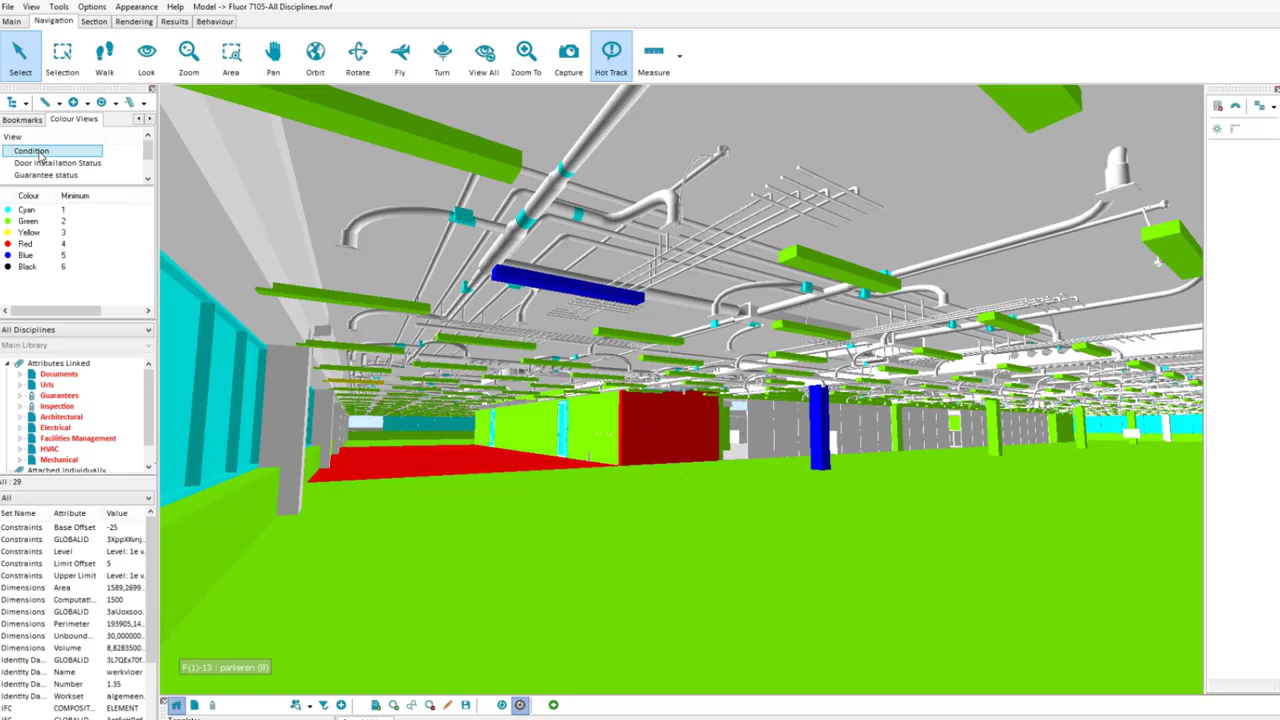 File View Tools Options Appearance Help Model -> Fluor 7105-All Disciplines.nwf
Main Navigation Section Rendering Results Behaviour
Select Selection Walk Look Zoom Area Pan Orbit Rotate Fly Turn View All Zoom To Capture Hot Track Measure
Bookmarks Colour Views
View
Condition
Door Installation Status
Guarantee status
Colour Minimum
Cyan 1
Green 2
Yellow 3
Red 4
Blue 5
Black 6
All Disciplines
Main Library
Attributes Linked
Documents
Urls
Guarantees
Inspection
Architectural
Electrical
Facilities Management
HVAC
Mechanical
Attached Individually
All : 29
All
Set Name Attribute Value
Constraints Base Offset -25
Constraints GLOBALID 3XppXKvnj...
Constraints Level Level: 1e v...
Constraints Limit Offset 5
Constraints Upper Limit Level: 1e v...
Dimensions Area 1589,2699...
Dimensions Computati... 1500
Dimensions GLOBALID 3aUoxsoo...
Dimensions Perimeter 193605,14...
Dimensions Unbound... 30,000000...
Dimensions Volume 8,8283500...
Identity Da... GLOBALID 3L7QEx70f...
Identity Da... Name werkvloer
Identity Da... Number 1.35
Identity Da... Workset algemeen...
IFC COMPOSIT... ELEMENT
IFC GLOBALID
F(1)-13 : parkeren (B)